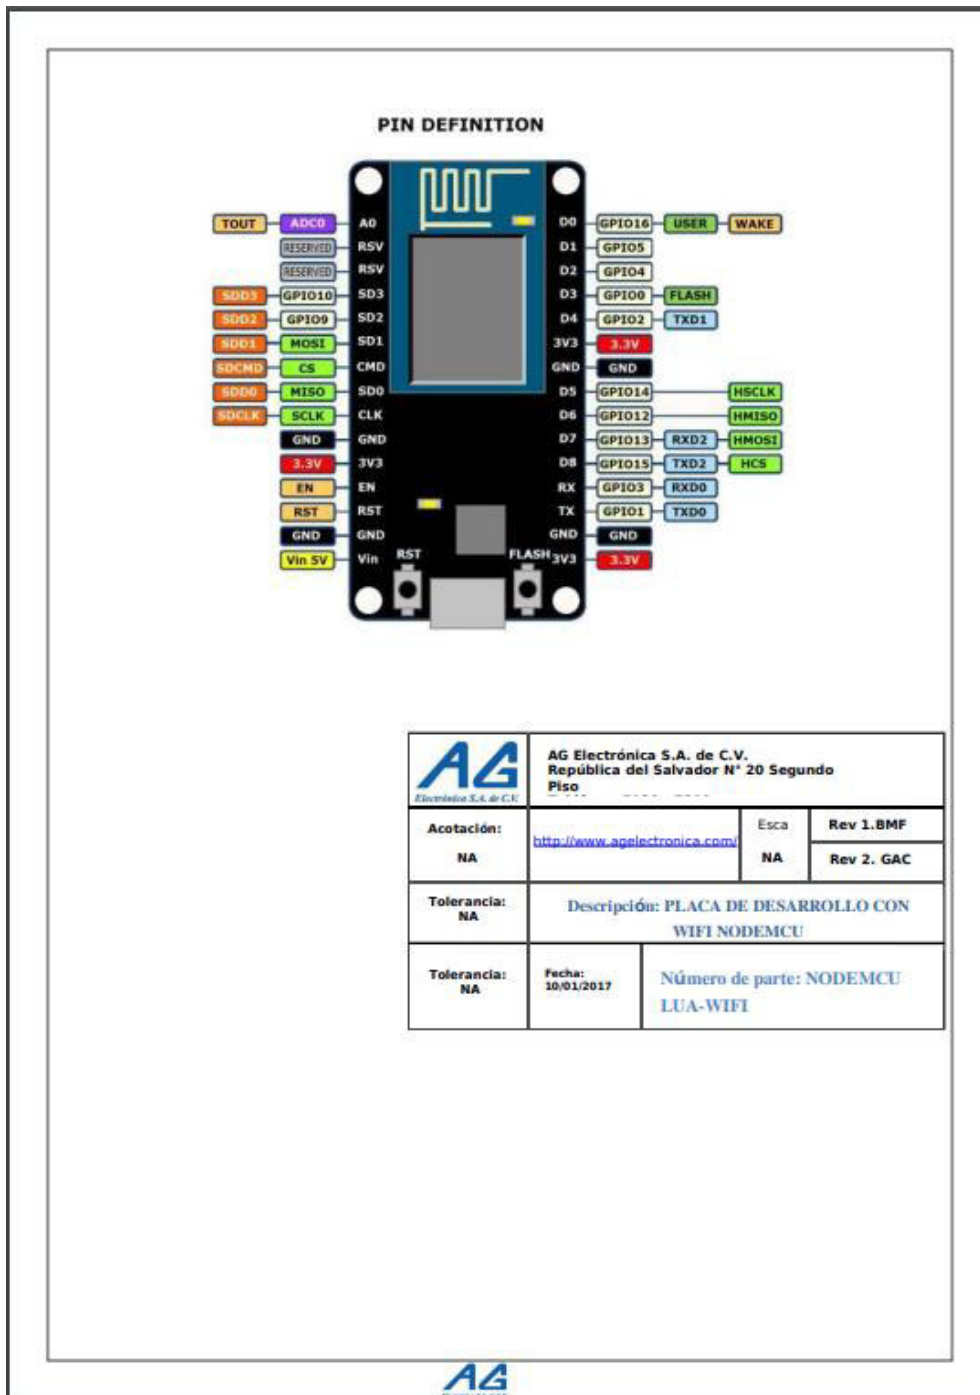 PIN DEFINITION
TOUT ADC0 A0 D0 GPIO16 USER WAKE
RESERVED RSV D1 GPIO5
RESERVED RSV D2 GPIO4
SDD3 GPIO10 SD3 D3 GPIO0 FLASH
SDD2 GPIO9 SD2 D4 GPIO2 TXD1
SDD1 MOSI SD1 3V3 3.3V
SDCMD CS CMD GND GND
SDD0 MISO SD0 D5 GPIO14 HSCLK
SDCLK SCLK CLK D6 GPIO12 HMISO
GND GND D7 GPIO13 RXD2 HMOSI
3.3V 3V3 D8 GPIO15 TXD2 HCS
EN EN RX GPIO3 RXD0
RST RST TX GPIO1 TXD0
GND GND GND GND
Vin 5V Vin RST FLASH 3V3 3.3V
AG
Electrónica S.A. de C.V.
AG Electrónica S.A. de C.V.
República del Salvador N° 20 Segundo
Piso
Acotación:
NA
http://www.agelectronica.com/
Esca
NA
Rev 1.BMF
Rev 2. GAC
Tolerancia:
NA
Descripción: PLACA DE DESARROLLO CON
WIFI NODEMCU
Tolerancia:
NA
Fecha:
10/01/2017
Número de parte: NODEMCU
LUA-WIFI
AG